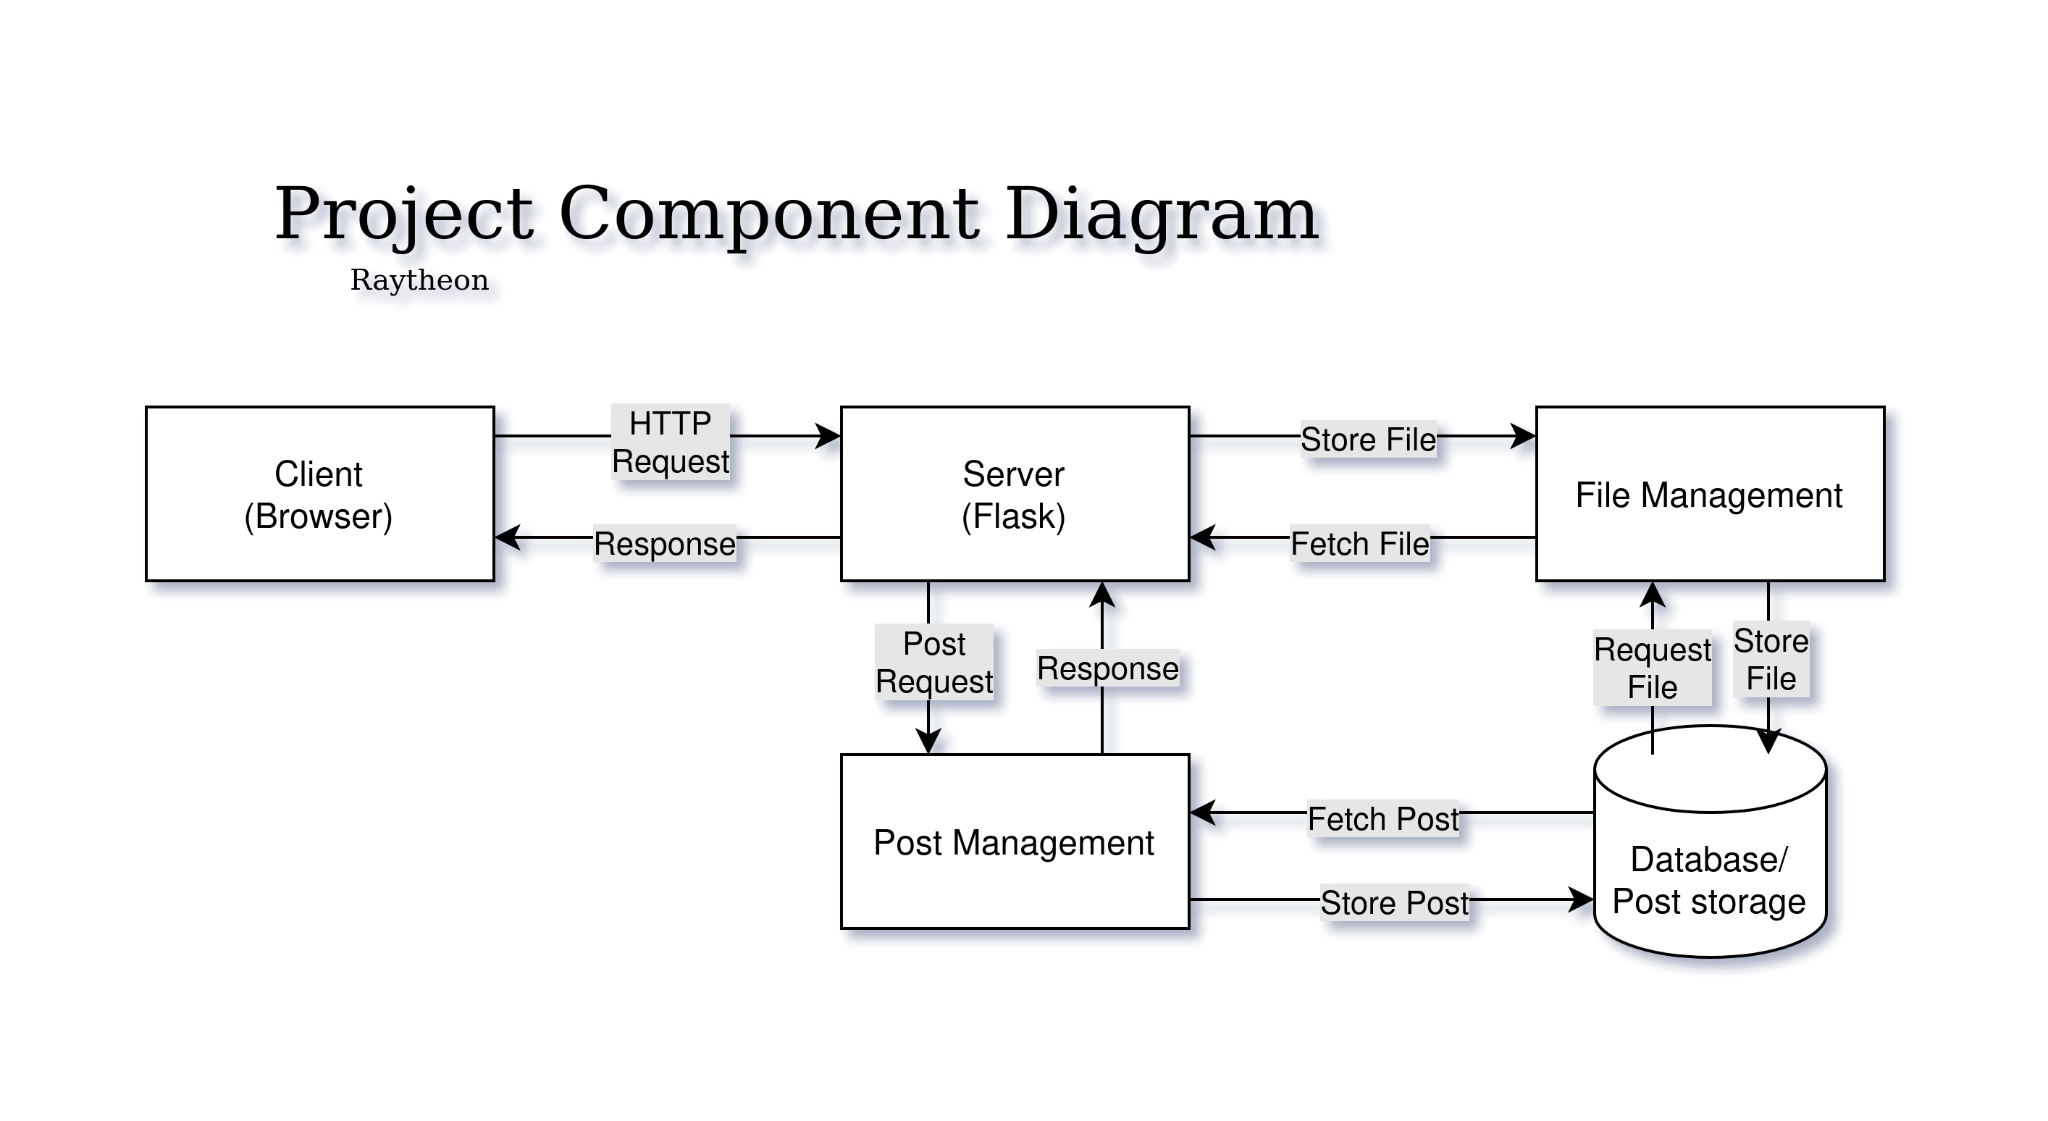 Project Component Diagram
Raytheon
HTTP
Request
Client
(Browser)
Response
Server
(Flask)
Store File
Fetch File
File Management
Post
Request
Response
Request
File
Store
File
Post Management
Fetch Post
Store Post
Database/
Post storage